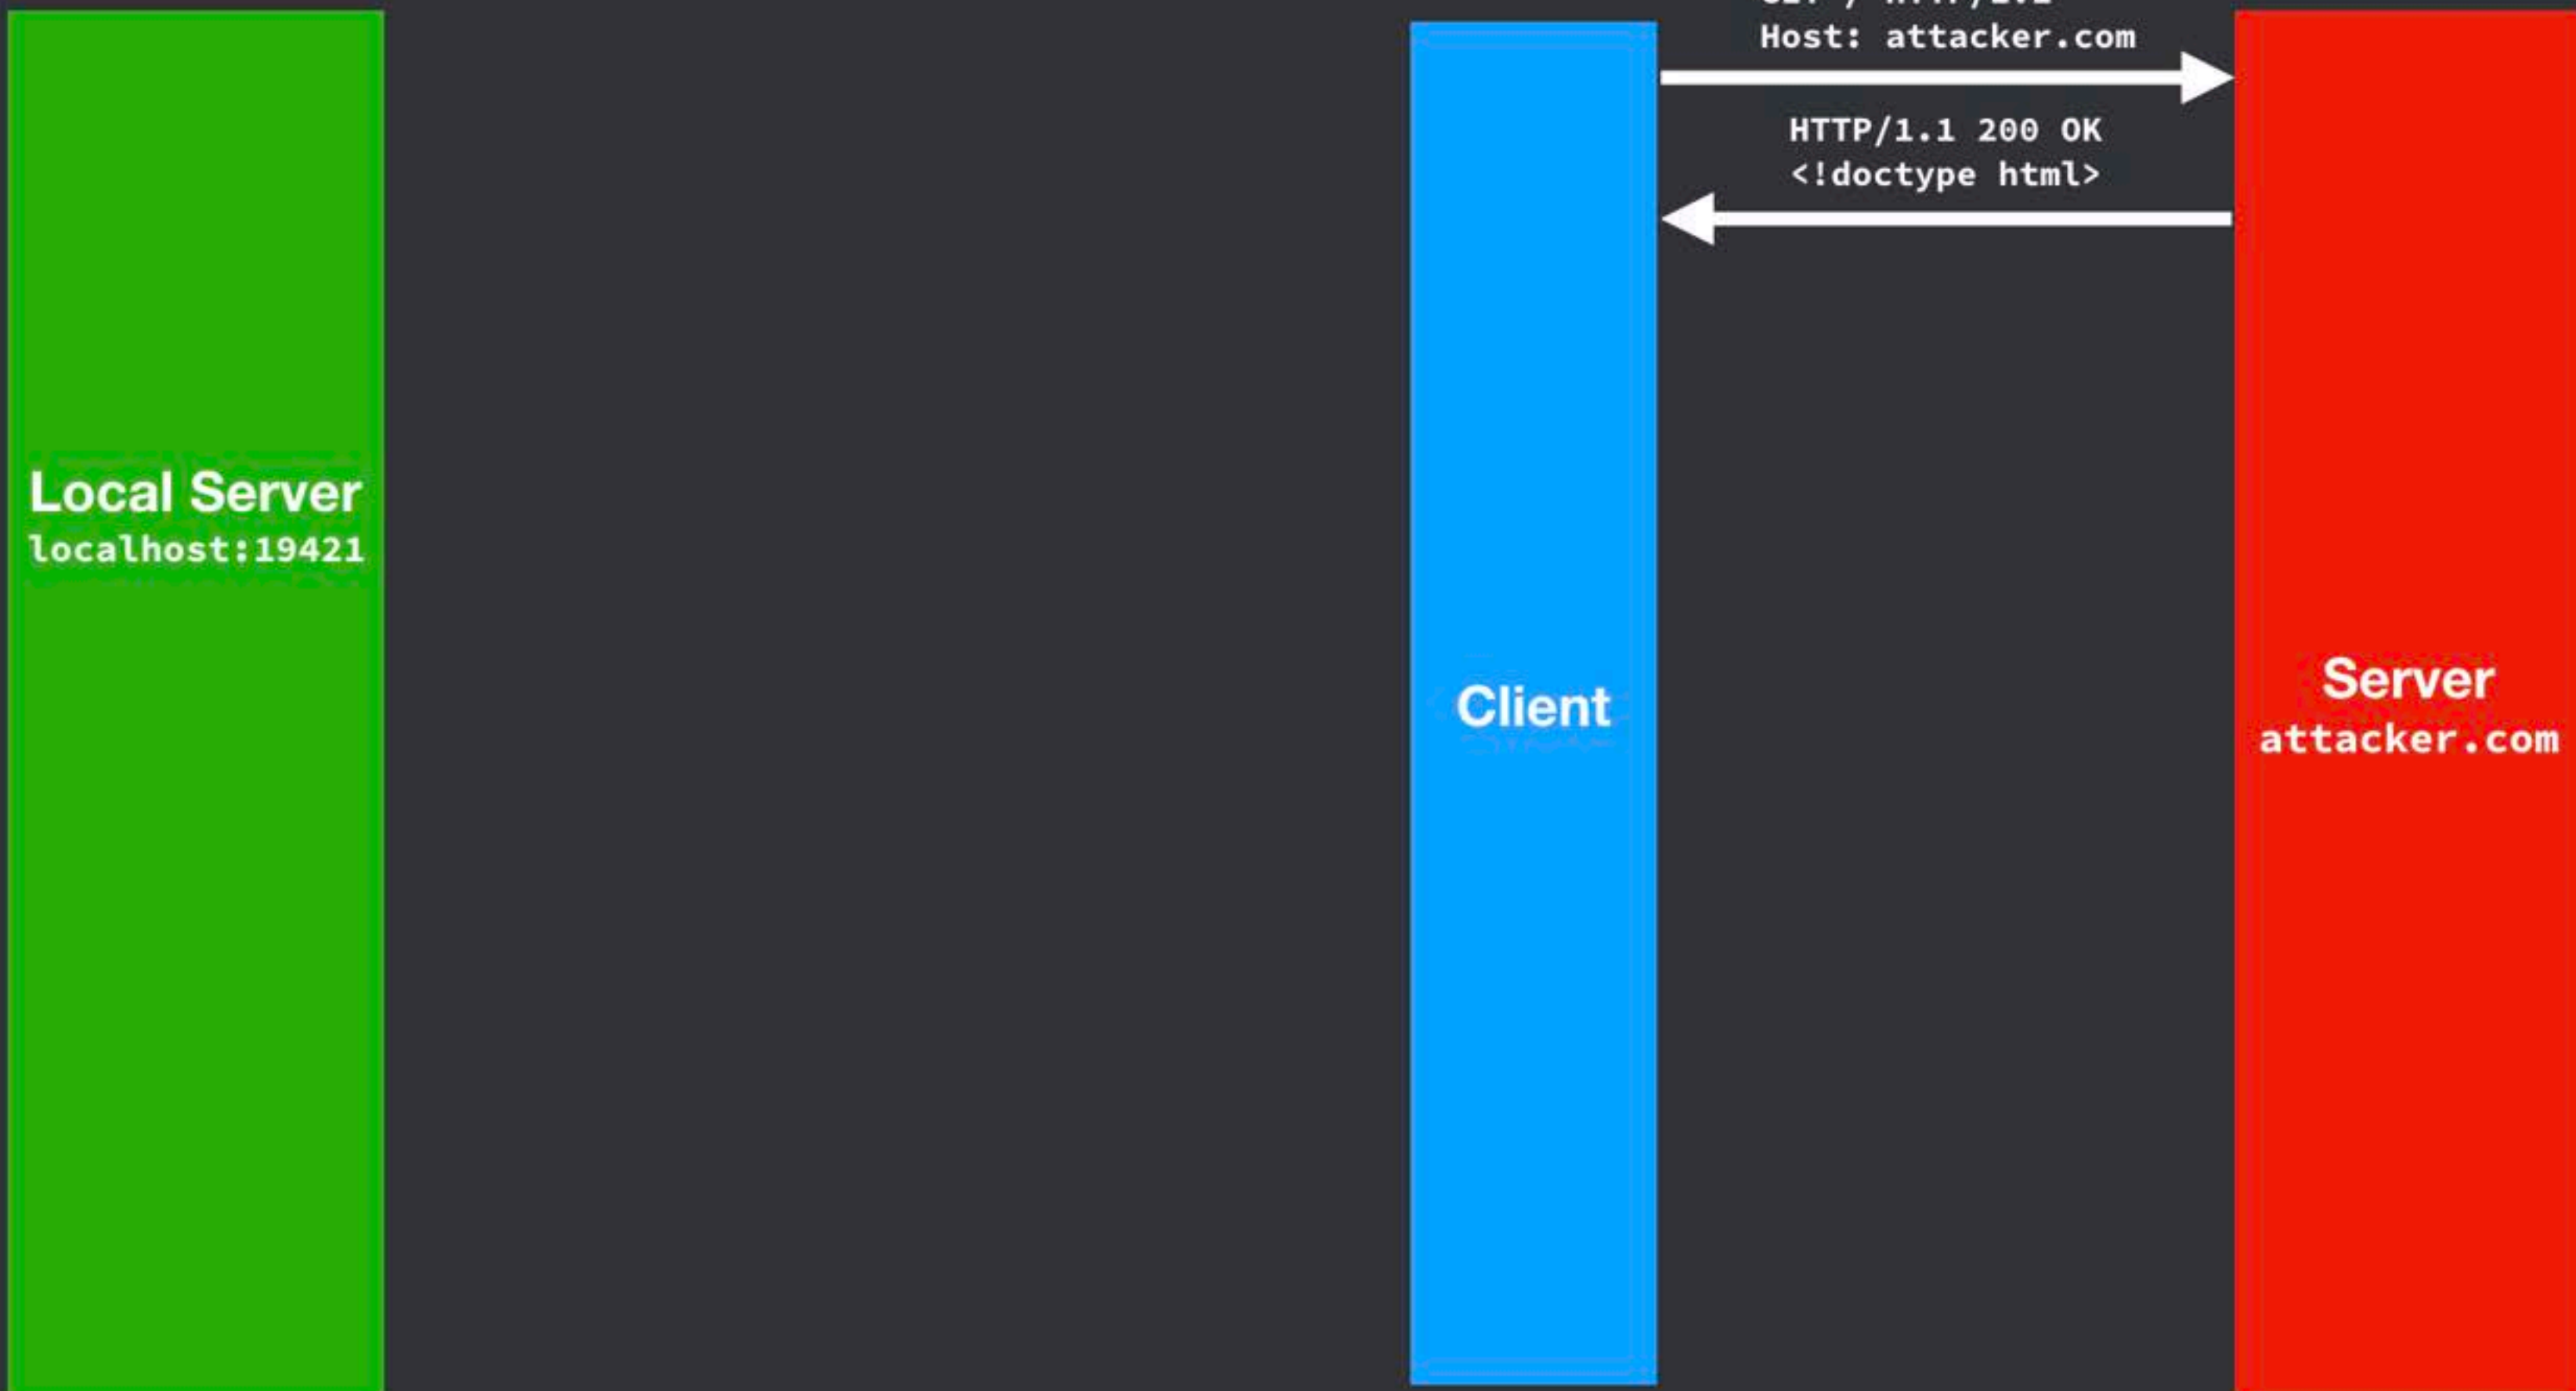 Host: attacker.com
HTTP/1.1 200 OK
<!doctype html>
Local Server
localhost:19421
Client
Server
attacker.com